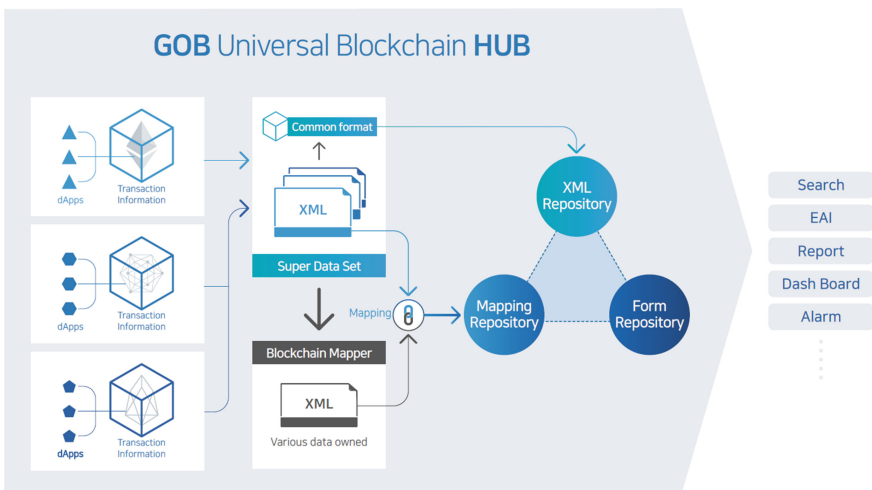 GOB Universal Blockchain HUB
dApps
Transaction
Information
dApps
Transaction
Information
dApps
Transaction
Information
Common format
XML
Super Data Set
Mapping
Blockchain Mapper
XML
Various data owned
XML
Repository
Mapping
Repository
Form
Repository
Search
EAI
Report
Dash Board
Alarm